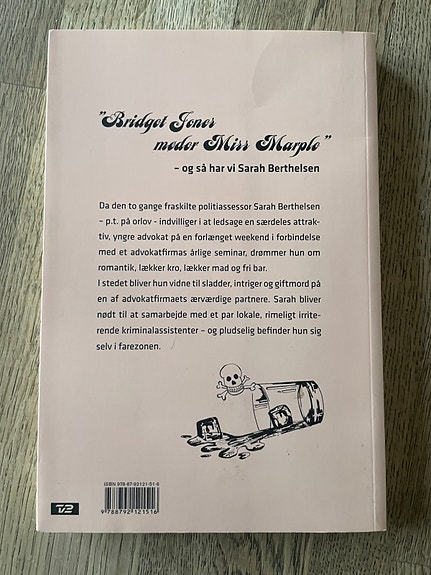 "Bridget Jones
møder Miss Marple"
– og så har vi Sarah Berthelsen
Da den to gange fraskilte politiassessor Sarah Berthelsen
– p.t. på orlov - indvilliger i at ledsage en særdeles attrak-
tiv, yngre advokat på en forlænget weekend i forbindelse
med et advokatfirmas årlige seminar, drømmer hun om
romantik, lækker kro, lækker mad og fri bar.
I stedet bliver hun vidne til sladder, intriger og giftmord på
en af advokatfirmaets ærværdige partnere. Sarah bliver
nødt til at samarbejde med et par lokale, rimeligt irrite-
rende kriminalassistenter – og pludselig befinder hun sig
selv i farezonen.
ISBN 978-87-92121-51-6
9788792121516